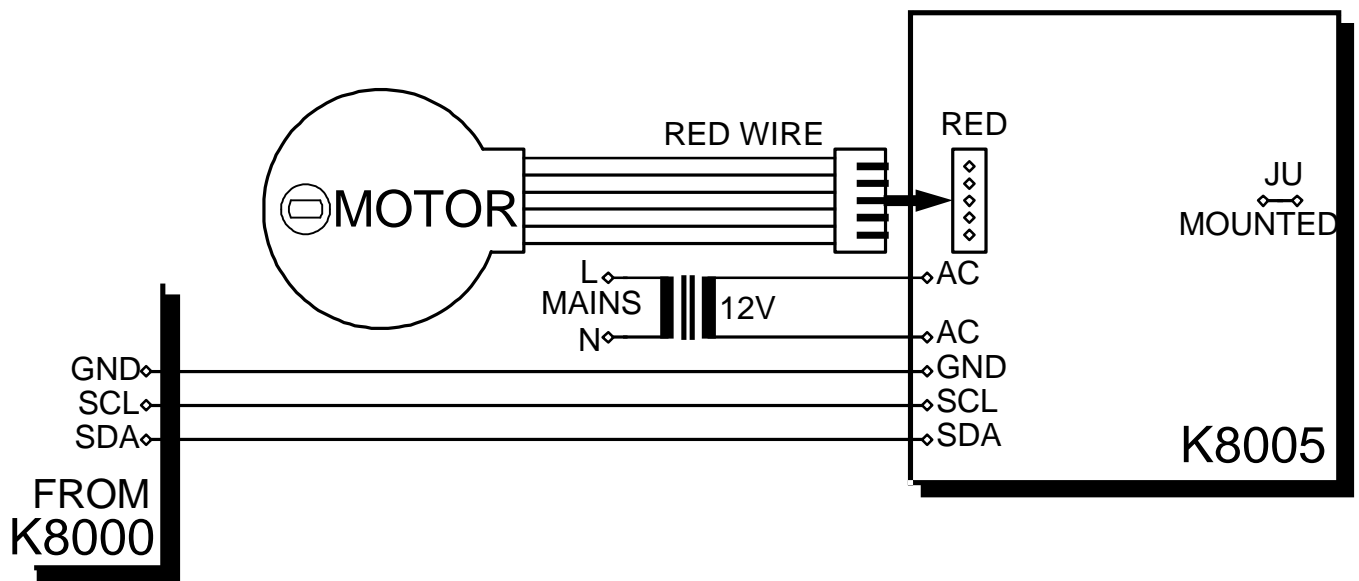 RED WIRE
RED
MOTOR
JU
MOUNTED
L
MAINS
N
12V
AC
AC
GND
SCL
SDA
GND
SCL
SDA
K8005
FROM
K8000